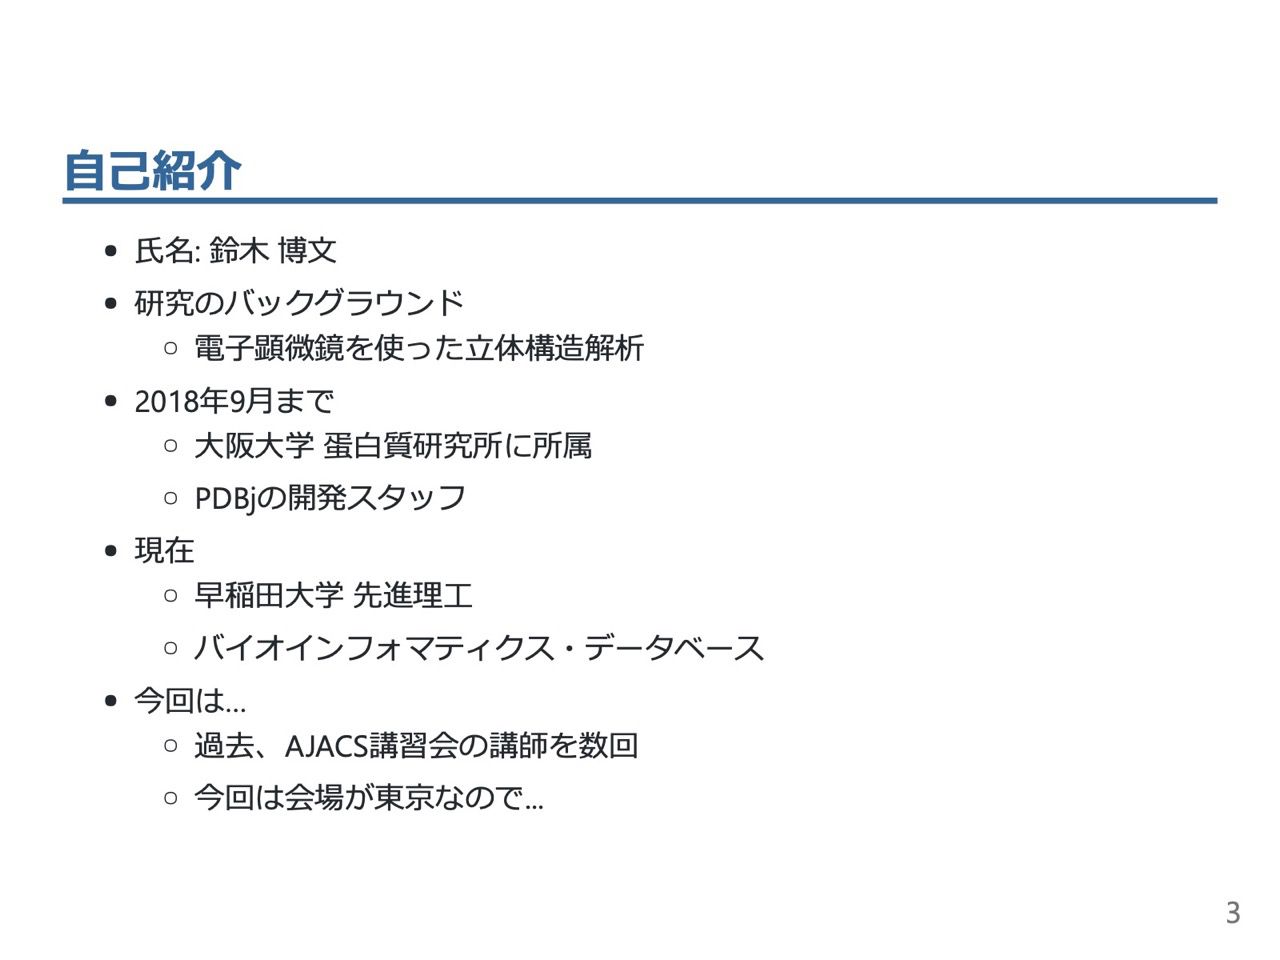 自己紹介
氏名: 鈴木 博文
研究のバックグラウンド
電子顕微鏡を使った立体構造解析
2018年9月まで
大阪大学 蛋白質研究所に所属
PDBjの開発スタッフ
現在
早稲田大学 先進理工
バイオインフォマティクス・データベース
今回は...
過去、AJACS講習会の講師を数回
今回は会場が東京なので...
3